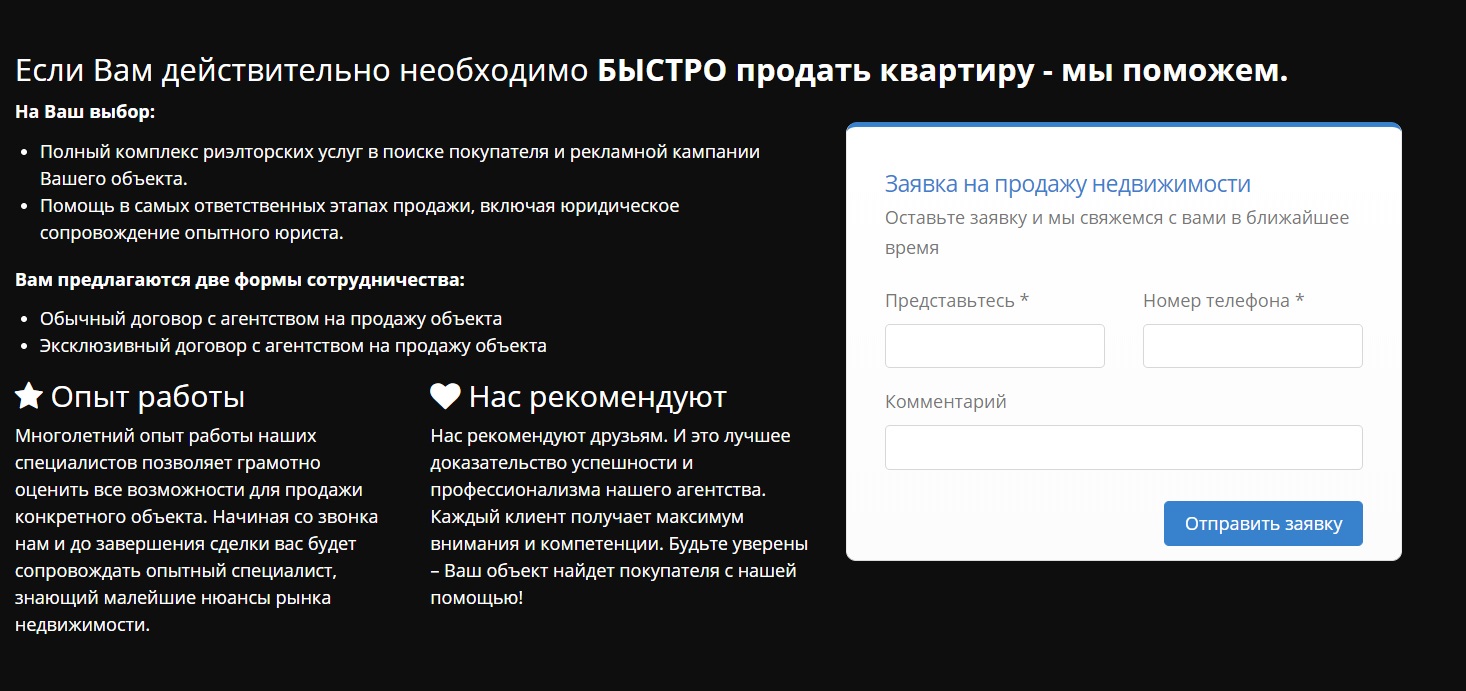 Если Вам действительно необходимо БЫСТРО продать квартиру - мы поможем.
На Ваш выбор:
Полный комплекс риэлторских услуг в поиске покупателя и рекламной кампании
Вашего объекта.
Помощь в самых ответственных этапах продажи, включая юридическое
сопровождение опытного юриста.
Вам предлагаются две формы сотрудничества:
Обычный договор с агентством на продажу объекта
Эксклюзивный договор с агентством на продажу объекта
Опыт работы
Многолетний опыт работы наших
специалистов позволяет грамотно
оценить все возможности для продажи
конкретного объекта. Начиная со звонка
нам и до завершения сделки вас будет
сопровождать опытный специалист,
знающий малейшие нюансы рынка
недвижимости.
Нас рекомендуют
Нас рекомендуют друзьям. И это лучшее
доказательство успешности и
профессионализма нашего агентства.
Каждый клиент получает максимум
внимания и компетенции. Будьте уверены
– Ваш объект найдет покупателя с нашей
помощью!
Заявка на продажу недвижимости
Оставьте заявку и мы свяжемся с вами в ближайшее
время
Представьтесь *
Номер телефона *
Комментарий
Отправить заявку